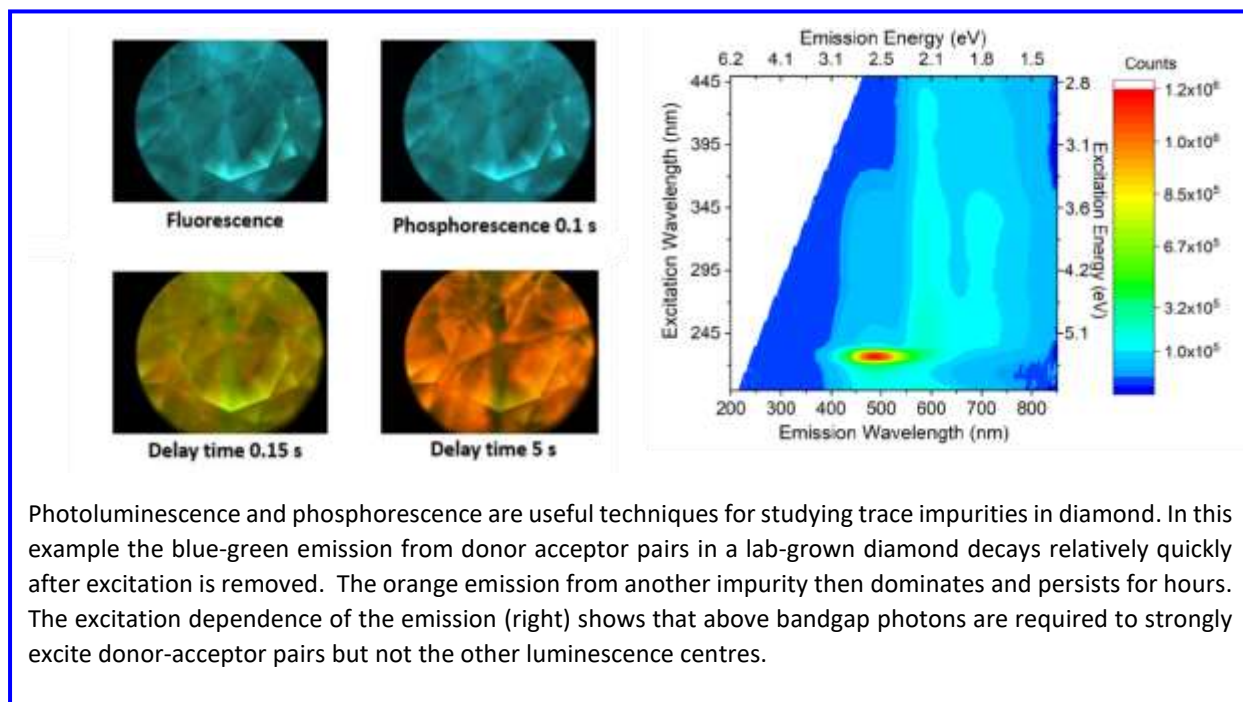 Fluorescence
Phosphorescence 0.1 s
Delay time 0.15 s
Delay time 5 s
Emission Energy (eV)
6.2 4.1 3.1 2.5 2.1 1.8 1.5
Excitation Wavelength (nm)
445
395
345
295
245
200 300 400 500 600 700 800
Emission Wavelength (nm)
2.8
3.1
3.6
4.2
5.1
Excitation Energy (eV)
Counts
1.2x10⁶
1.0x10⁶
8.5x10⁵
6.7x10⁵
3.2x10⁵
1.0x10⁵
Photoluminescence and phosphorescence are useful techniques for studying trace impurities in diamond. In this
example the blue-green emission from donor acceptor pairs in a lab-grown diamond decays relatively quickly
after excitation is removed. The orange emission from another impurity then dominates and persists for hours.
The excitation dependence of the emission (right) shows that above bandgap photons are required to strongly
excite donor-acceptor pairs but not the other luminescence centres.